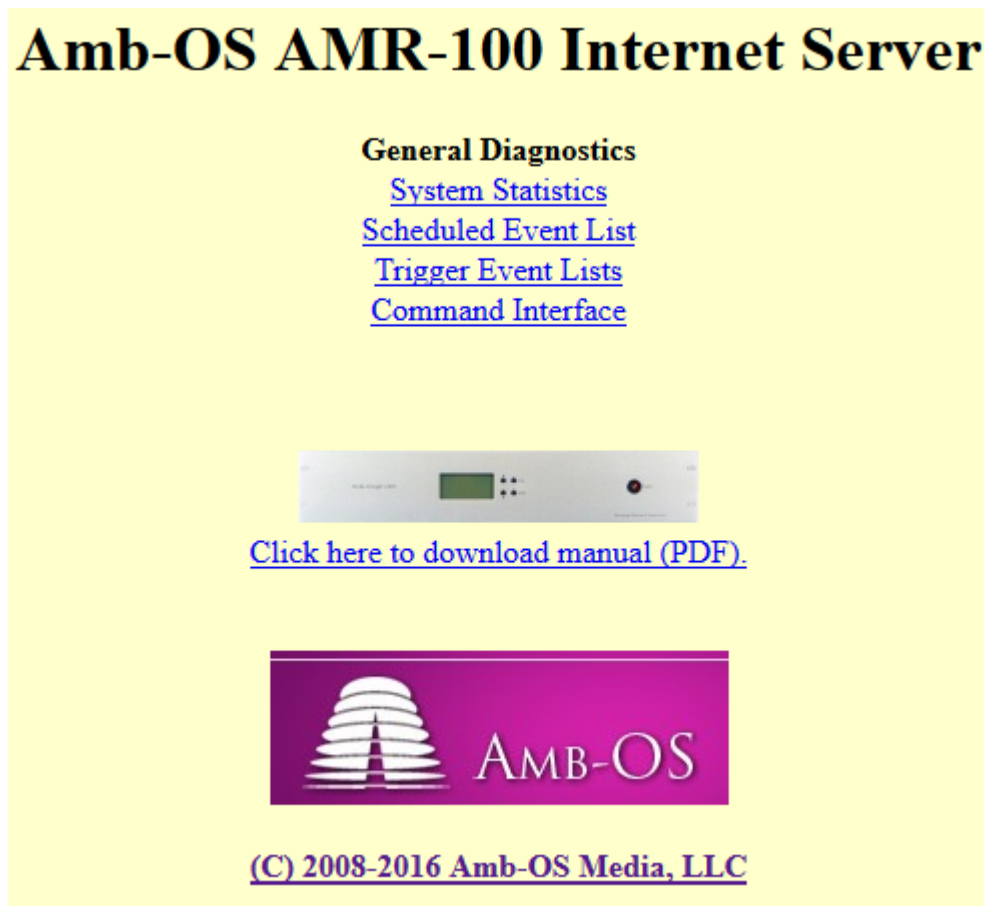 Amb-OS AMR-100 Internet Server
General Diagnostics
System Statistics
Scheduled Event List
Trigger Event Lists
Command Interface
Click here to download manual (PDF).
AMB-OS
(C) 2008-2016 Amb-OS Media, LLC